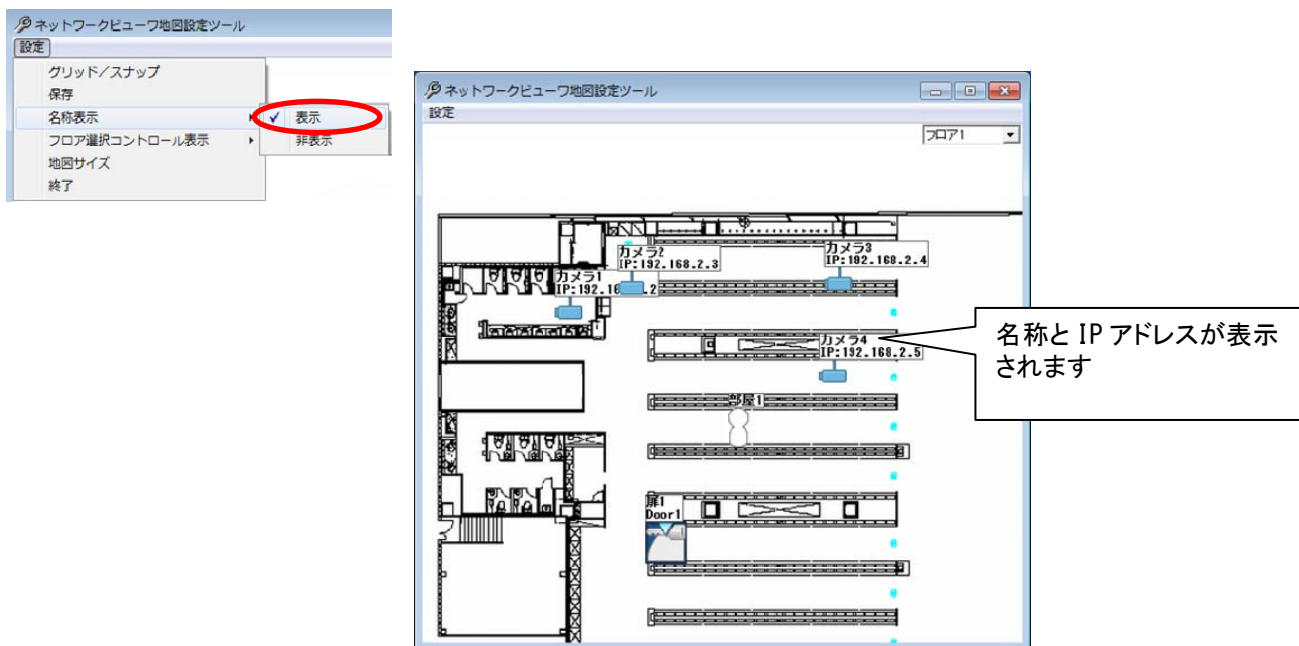 ネットワークビューワ地図設定ツール
設定
グリッド／スナップ
保存
名称表示
表示
フロア選択コントロール表示
非表示
地図サイズ
終了
ネットワークビューワ地図設定ツール
設定
フロア1
カメラ2
IP:192.168.2.3
カメラ3
IP:192.168.2.4
カメラ1
カメラ4
IP:192.168.2.5
名称と IP アドレスが表示
されます
部屋1
扉1
Door1